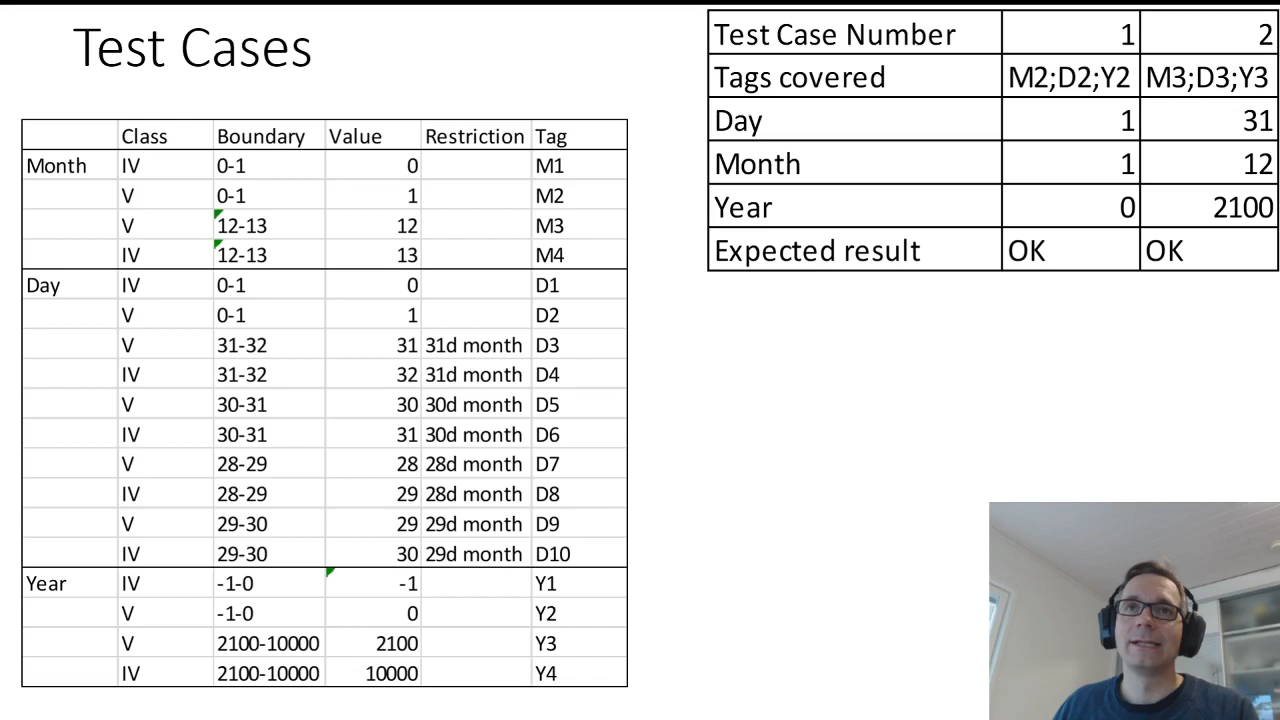 Test Cases
Test Case Number 1 2
Tags covered M2;D2;Y2 M3;D3;Y3
Day 1 31
Month 1 12
Year 0 2100
Expected result OK OK
Class Boundary Value Restriction Tag
Month IV 0-1 0 M1
V 0-1 1 M2
V 12-13 12 M3
IV 12-13 13 M4
Day IV 0-1 0 D1
V 0-1 1 D2
V 31-32 31 31d month D3
IV 31-32 32 31d month D4
V 30-31 30 30d month D5
IV 30-31 31 30d month D6
V 28-29 28 28d month D7
IV 28-29 29 28d month D8
V 29-30 29 29d month D9
IV 29-30 30 29d month D10
Year IV -1-0 -1 Y1
V -1-0 0 Y2
V 2100-10000 2100 Y3
IV 2100-10000 10000 Y4